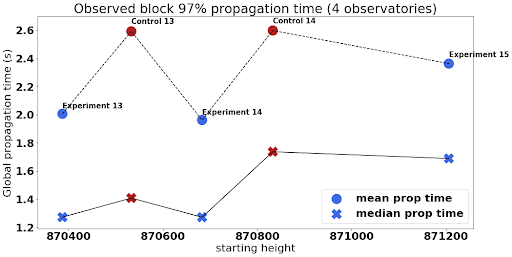 Observed block 97% propagation time (4 observatories)
Global propagation time (s)
2.6
2.4
2.2
2.0
1.8
1.6
1.4
1.2
Control 13
Control 14
Experiment 15
Experiment 13
Experiment 14
mean prop time
median prop time
870400
870600
870800
871000
871200
starting height